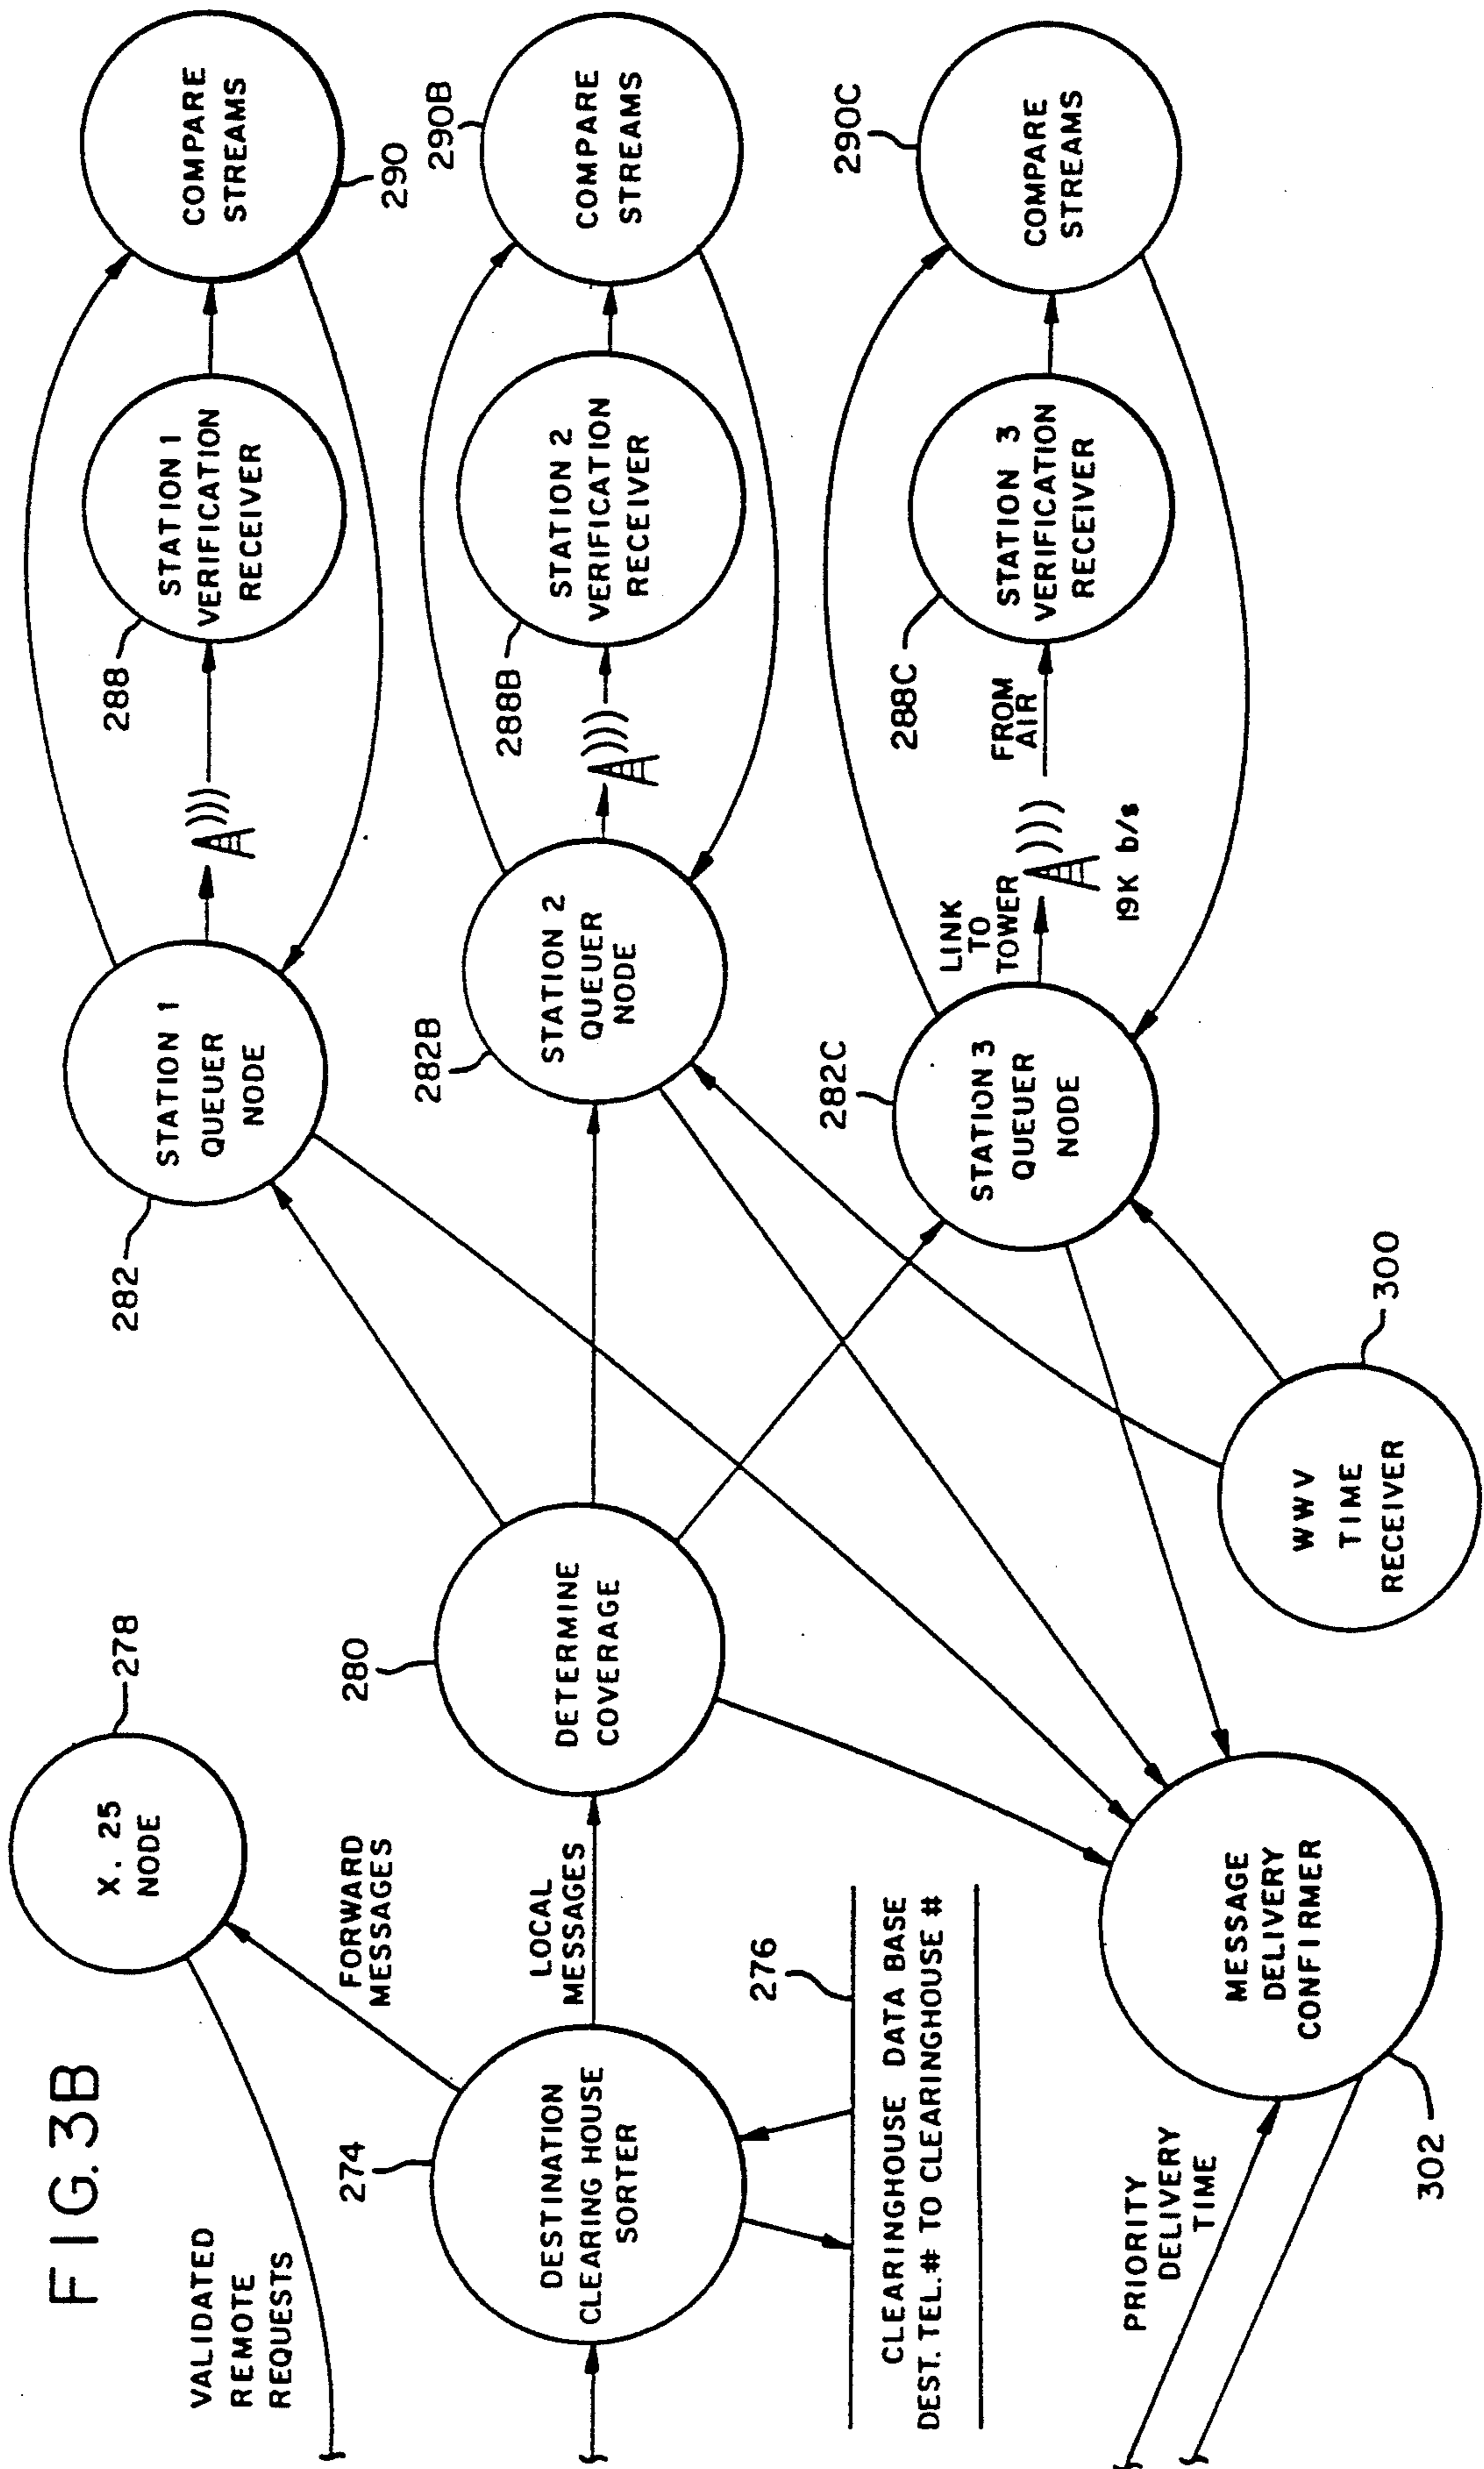 FIG.3B
VALIDATED
REMOTE
REQUESTS
X. 25
NODE
278
FORWARD
MESSAGES
274
DESTINATION
CLEARING HOUSE
SORTER
LOCAL
MESSAGES
276
CLEARINGHOUSE DATA BASE
DEST. TEL.# TO CLEARINGHOUSE #
PRIORITY
DELIVERY
TIME
302
MESSAGE
DELIVERY
CONFIRMER
280
DETERMINE
COVERAGE
WWV
TIME
RECEIVER
300
282
STATION 1
QUEUER
NODE
282B
STATION 2
QUEUER
NODE
282C
STATION 3
QUEUER
NODE
LINK
TO
TOWER
19K b/s
FROM
AIR
288
STATION 1
VERIFICATION
RECEIVER
288B
STATION 2
VERIFICATION
RECEIVER
288C
STATION 3
VERIFICATION
RECEIVER
COMPARE
STREAMS
290
290B
COMPARE
STREAMS
290C
COMPARE
STREAMS